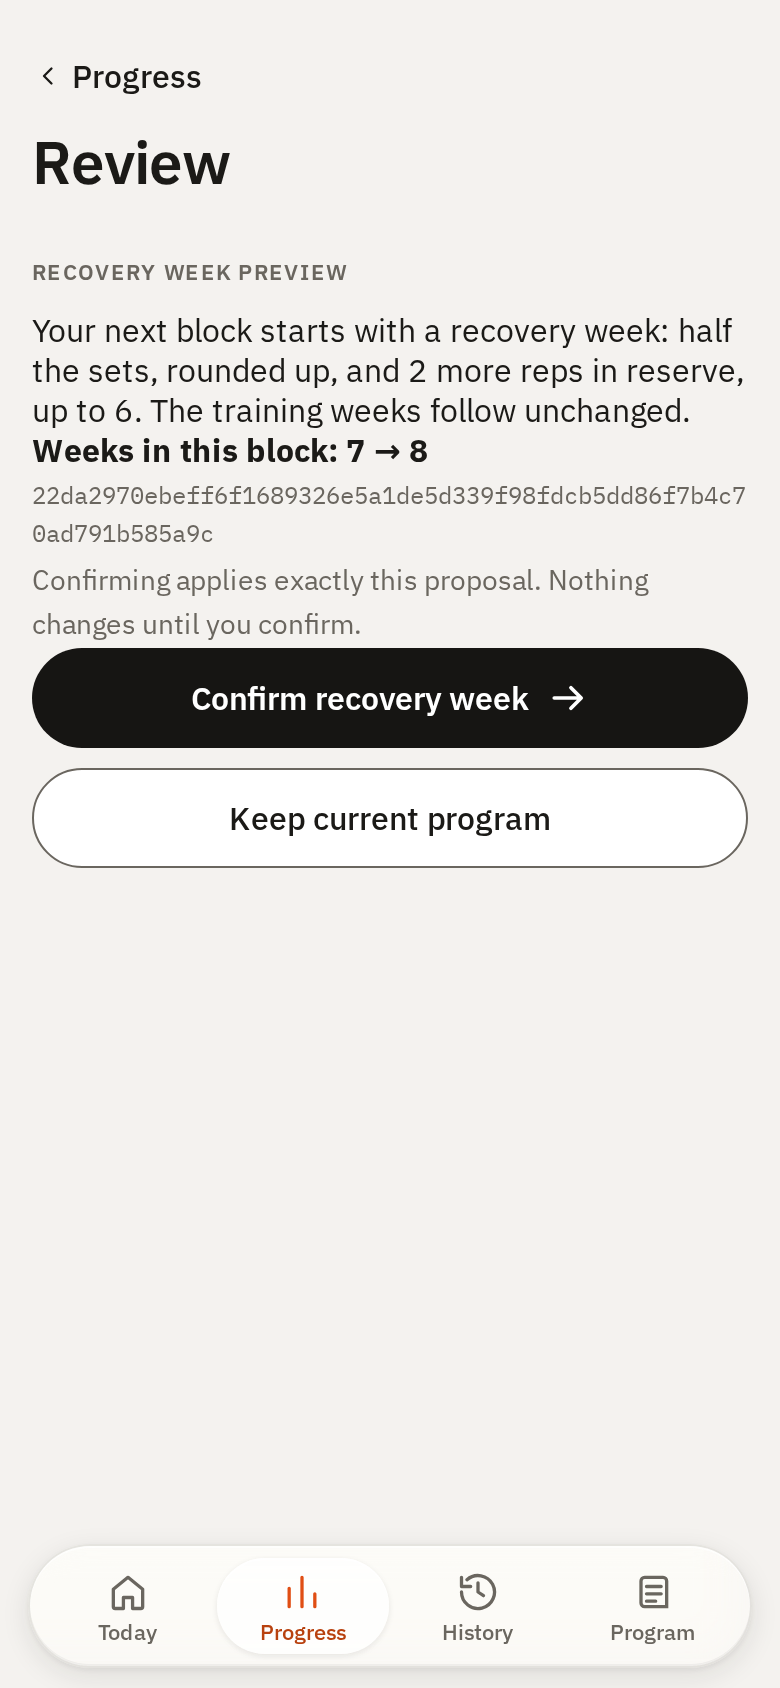 Progress
Review
RECOVERY WEEK PREVIEW
Your next block starts with a recovery week: half
the sets, rounded up, and 2 more reps in reserve,
up to 6. The training weeks follow unchanged.
Weeks in this block: 7 → 8
22da2970ebeff6f1689326e5a1de5d339f98fdcb5dd86f7b4c7
0ad791b585a9c
Confirming applies exactly this proposal. Nothing
changes until you confirm.
Confirm recovery week →
Keep current program
Today
Progress
History
Program